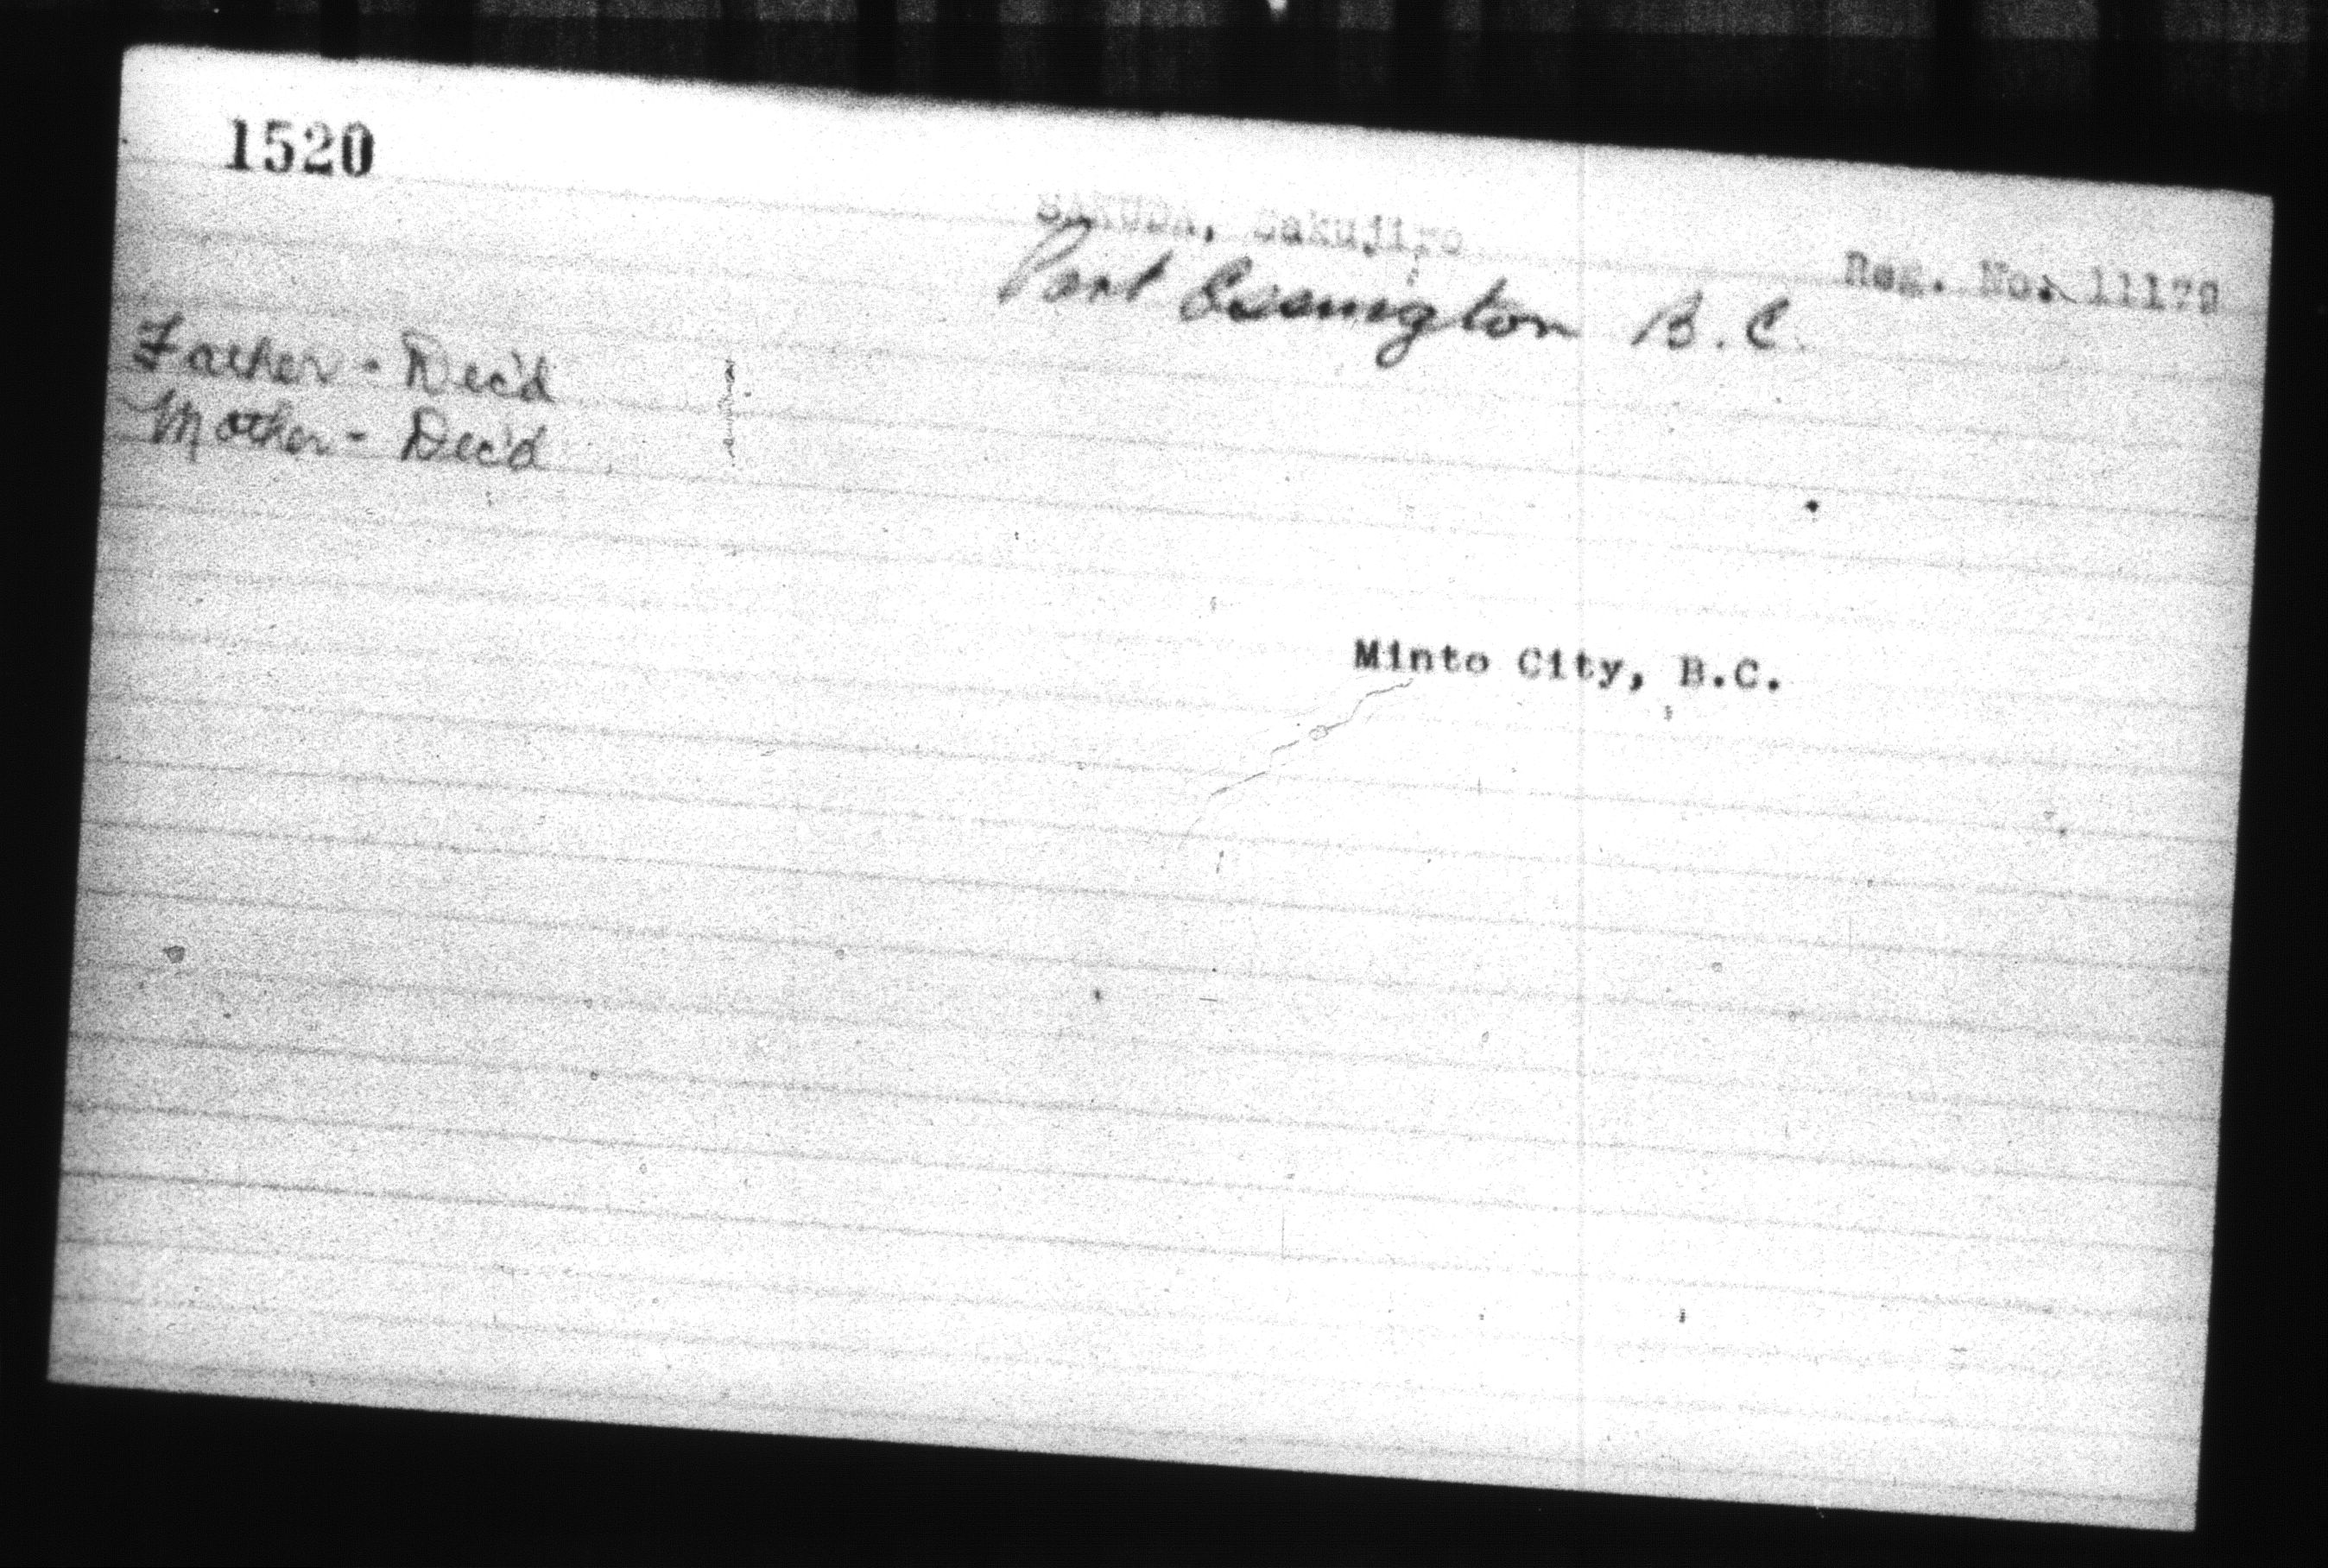 1520
SAKUDA, Sakujiro
Reg. No. 11179
Port Essington B.C.
Father - Dec'd
Mother - Dec'd
Minto City, B.C.